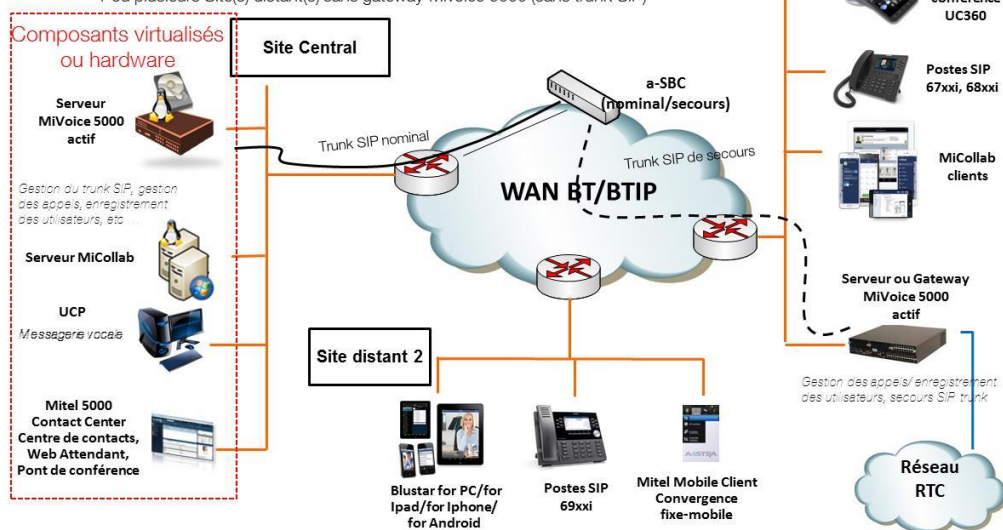 1 ou plusieurs Site(s) distant(s) sans gateway MiVoice 5000 (sans trunk SIP)
Composants virtualisés
ou hardware
Site Central
Serveur
MiVoice 5000
actif
Gestion du trunk SIP, gestion
des appels, enregistrement
des utilisateurs, etc
Serveur MiCollab
UCP
Messagerie vocale
Mitel 5000
Contact Center
Centre de contacts,
Web Attendant,
Pont de conférence
Trunk SIP nominal
a-SBC
(nominal/secours)
Trunk SIP de secours
WAN BT/BTIP
Site distant 2
Blustar for PC/for
Ipad/for Iphone/
for Android
Postes SIP
69xxi
AASTRA
Mitel Mobile Client
Convergence
fixe-mobile
conférence
UC360
Postes SIP
67xxi, 68xxi
MiCollab
clients
Serveur ou Gateway
MiVoice 5000
actif
Gestion des appels/ enregistrement
des utilisateurs, secours SIP trunk
Réseau
RTC